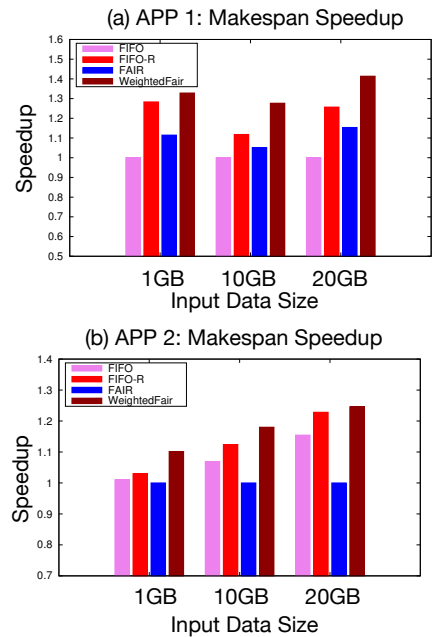 (a) APP 1: Makespan Speedup
1.6
1.5
1.4
1.3
1.2
1.1
1
0.9
0.8
0.7
0.6
0.5
Speedup
FIFO
FIFO-R
FAIR
WeightedFair
1GB 10GB 20GB
Input Data Size
(b) APP 2: Makespan Speedup
1.4
1.3
1.2
1.1
1
0.9
0.8
0.7
Speedup
FIFO
FIFO-R
FAIR
WeightedFair
1GB 10GB 20GB
Input Data Size